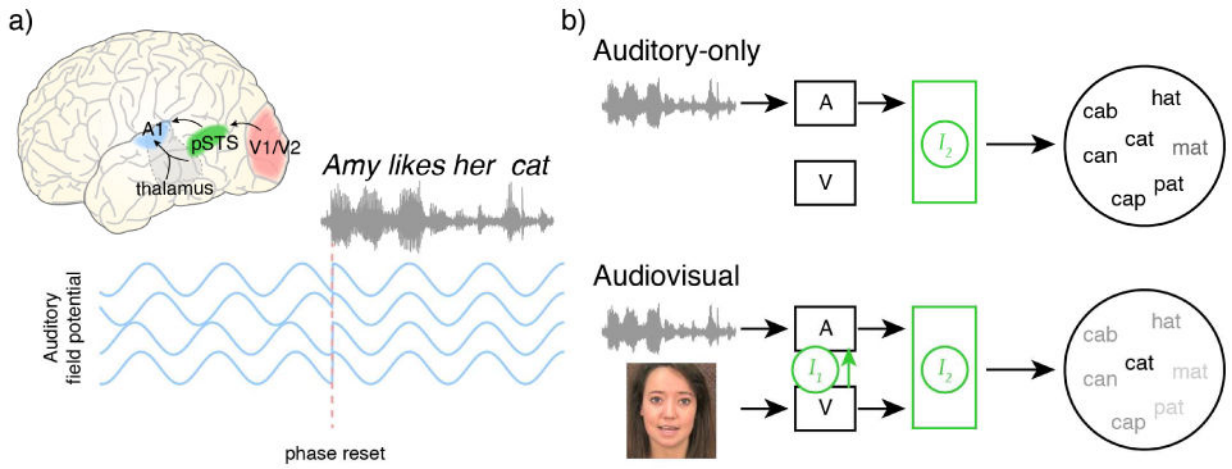 a)
A1
pSTS
V1/V2
thalamus
Amy likes her cat
Auditory
field potential
phase reset
b)
Auditory-only
A
V
I2
cab
hat
cat
can
mat
pat
cap
Audiovisual
A
I1
V
I2
cab
hat
cat
can
mat
pat
cap